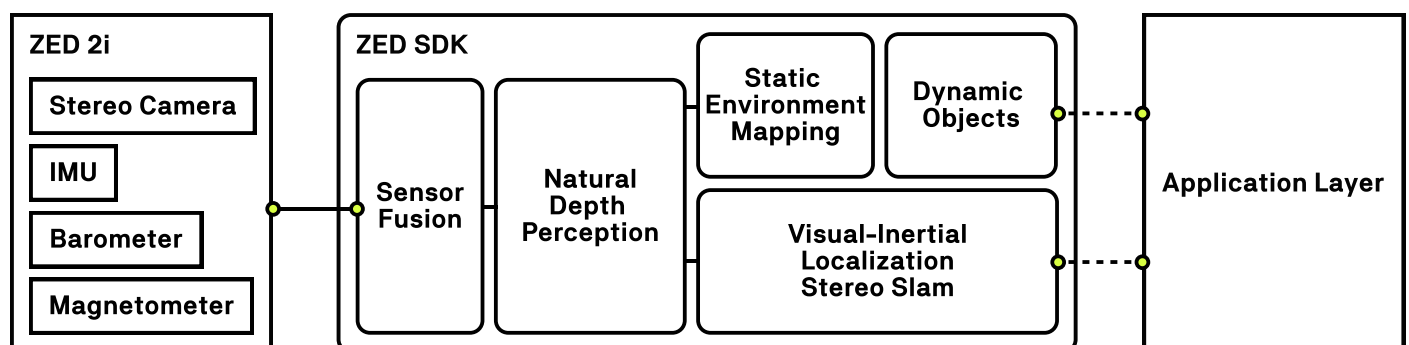 ZED 2i
Stereo Camera
IMU
Barometer
Magnetometer
ZED SDK
Sensor
Fusion
Natural
Depth
Perception
Static
Environment
Mapping
Dynamic
Objects
Visual-Inertial
Localization
Stereo Slam
Application Layer